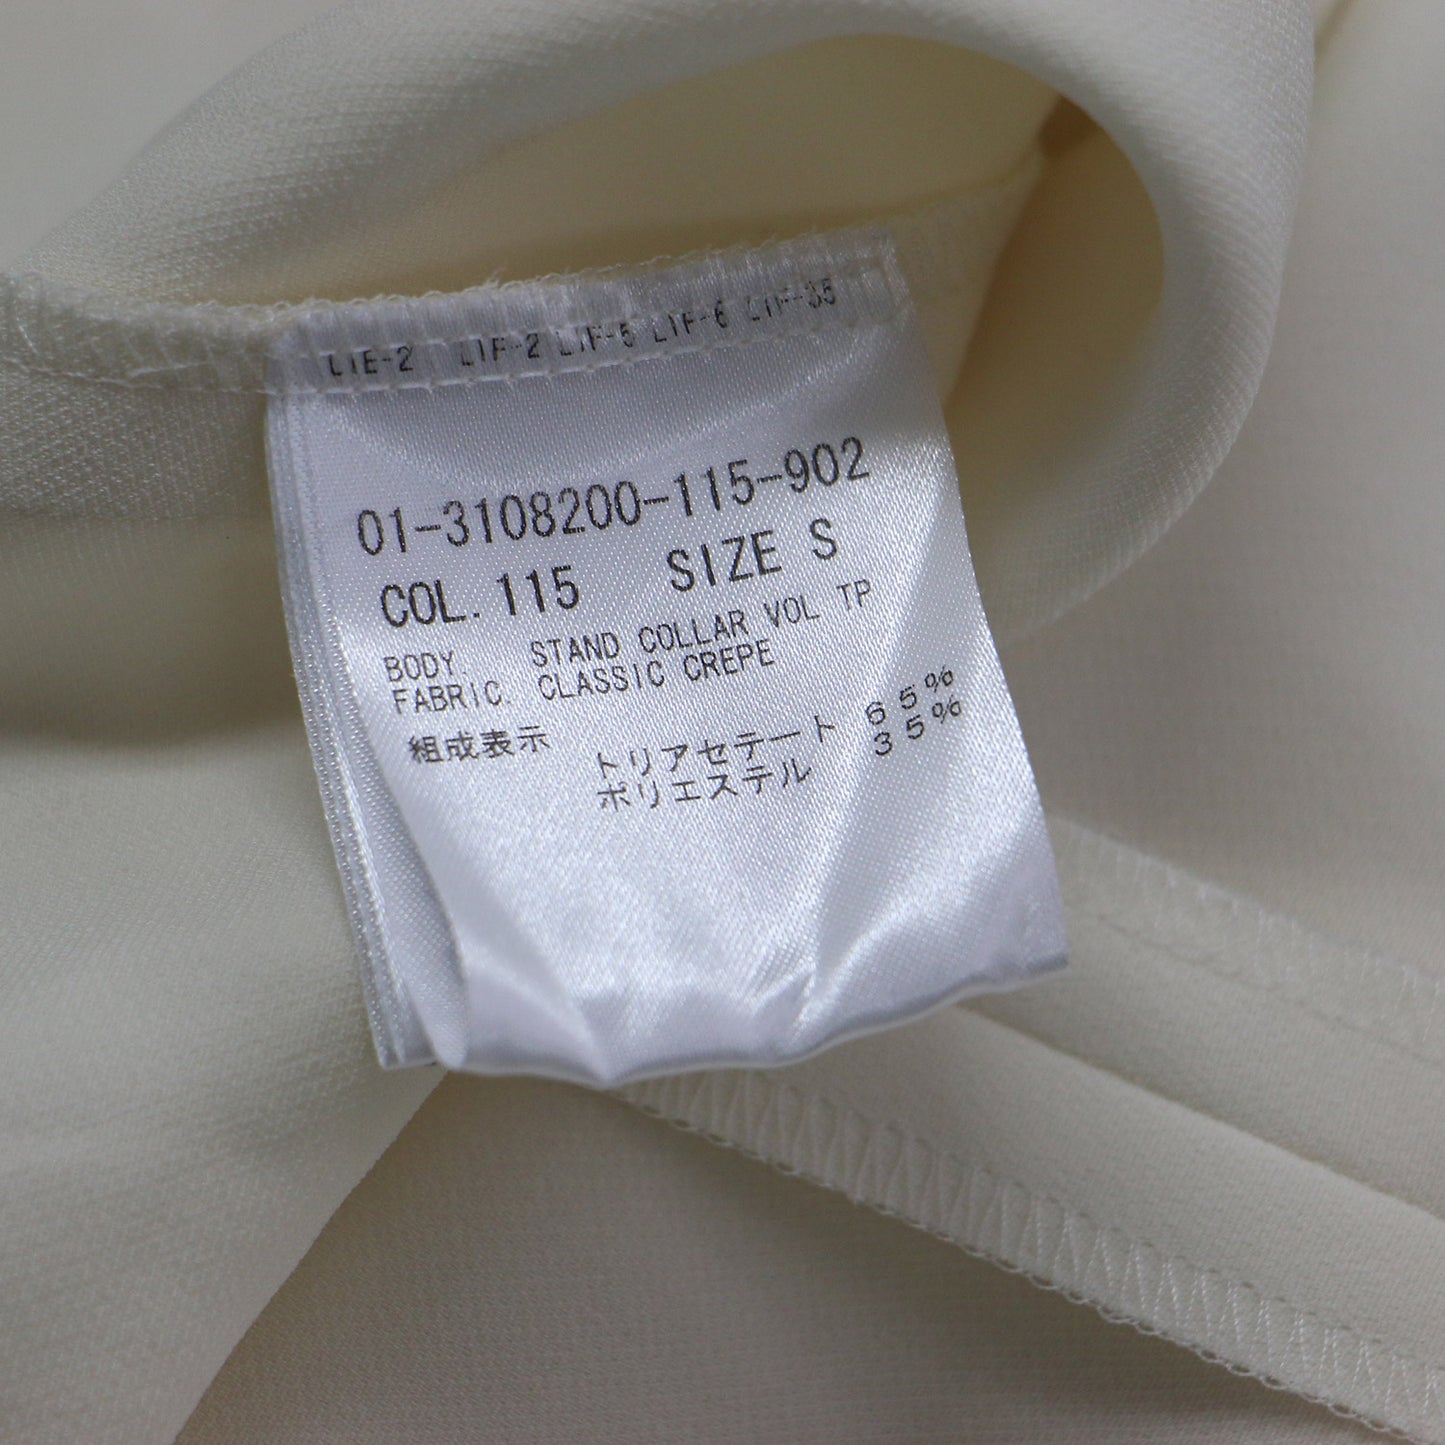 LIE-2 LIF-2 LIF-5 LIF-6 LIF-35
01-3108200-115-902
COL. 115 SIZE S
BODY. STAND COLLAR VOL TP
FABRIC. CLASSIC CREPE
組成表示 トリアセテート 65%
ポリエステル 35%